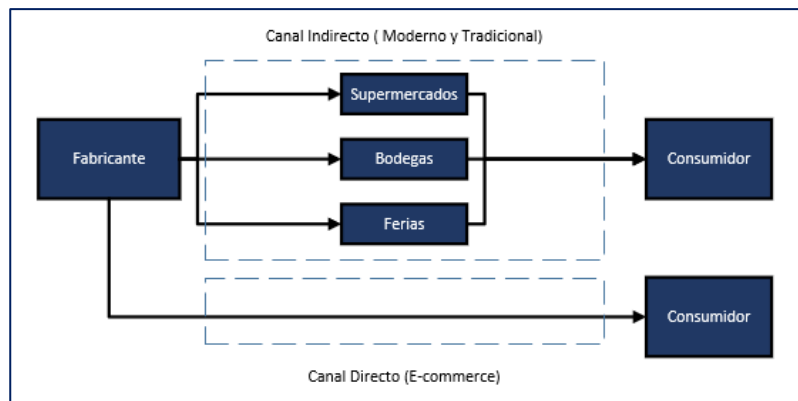 Canal Indirecto ( Moderno y Tradicional)
Supermercados
Fabricante
Bodegas
Consumidor
Ferias
Consumidor
Canal Directo (E-commerce)